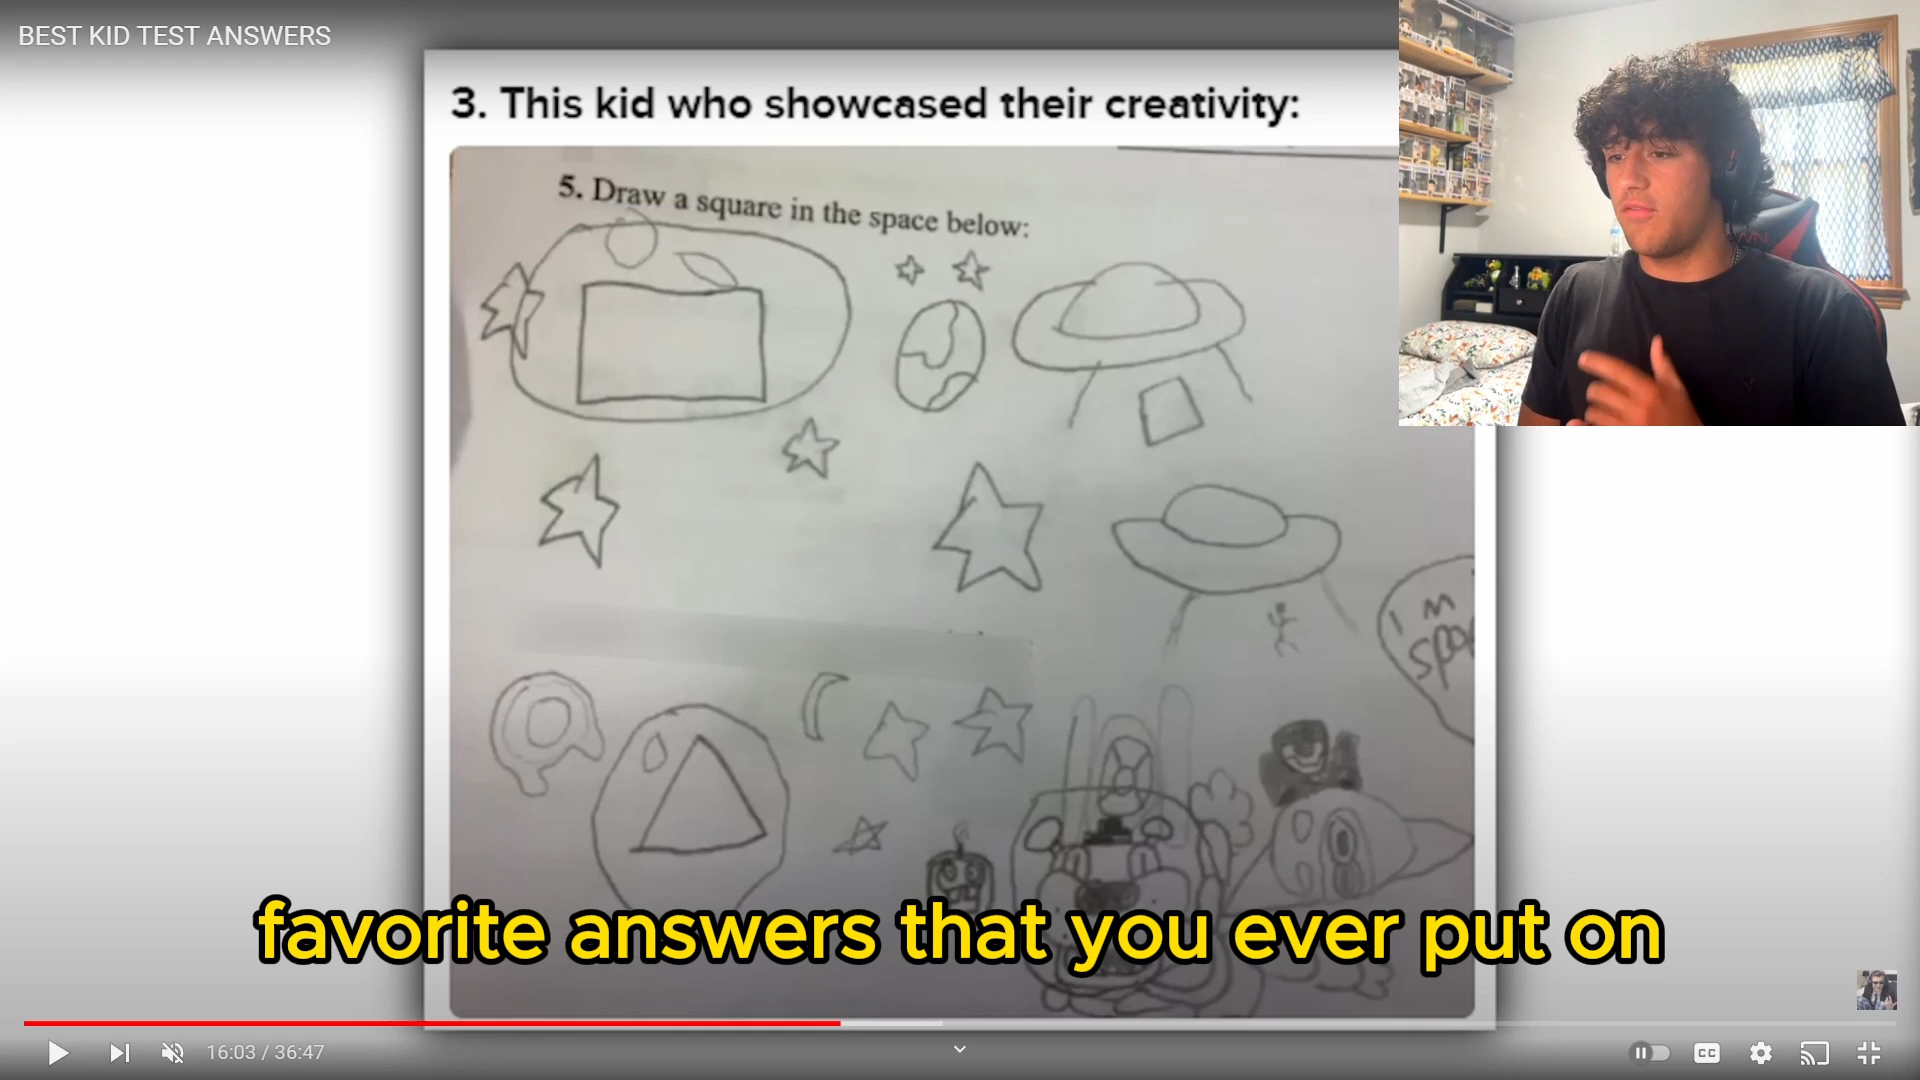 BEST KID TEST ANSWERS
3. This kid who showcased their creativity:
5. Draw a square in the space below:
I M
favorite answers that you ever put on
16:03 / 36:47
CC